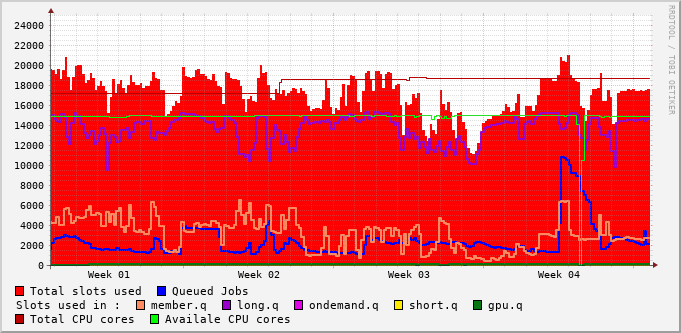 24000
22000
20000
18000
16000
14000
12000
10000
8000
6000
4000
2000
0
Week 01 Week 02 Week 03 Week 04
RRDTOOL / TOBI OETIKER
Total slots used Queued Jobs
Slots used in : member.q long.q ondemand.q short.q gpu.q
Total CPU cores Availale CPU cores